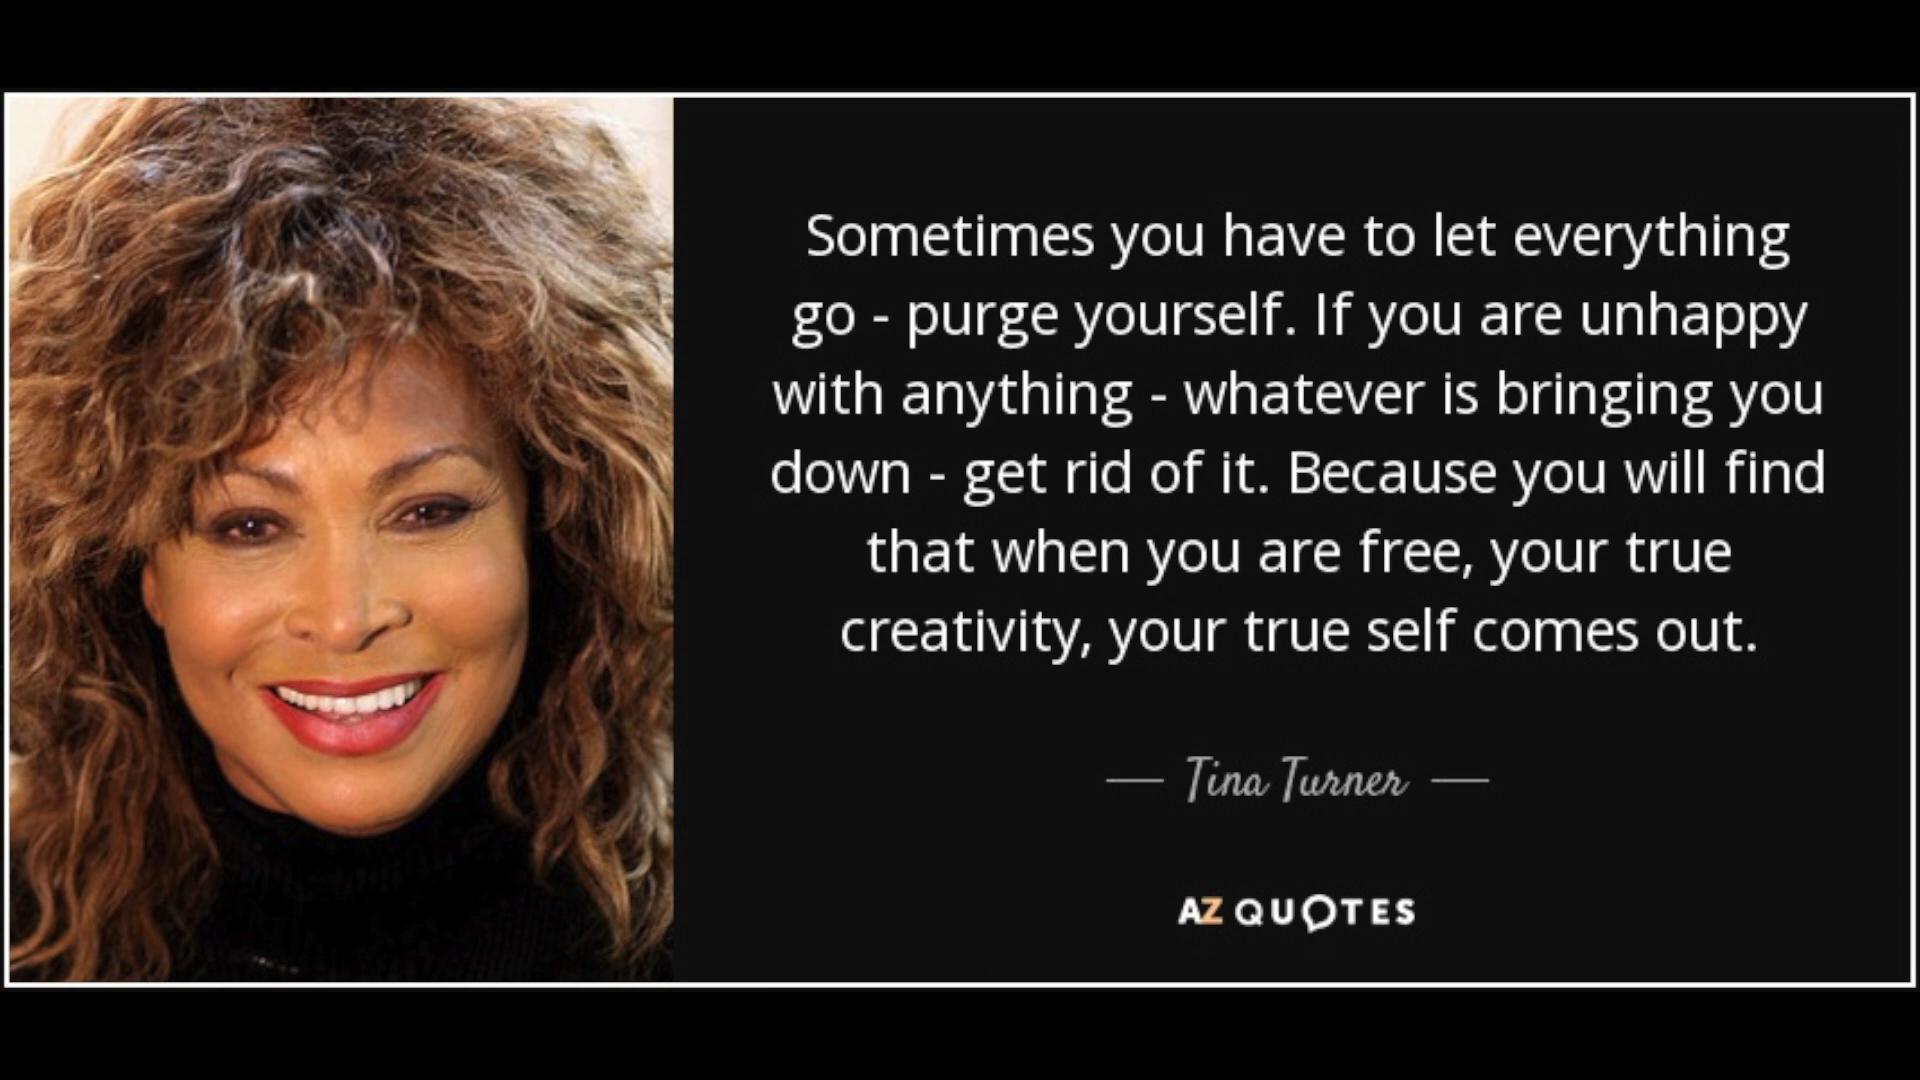 Sometimes you have to let everything
go - purge yourself. If you are unhappy
with anything - whatever is bringing you
down - get rid of it. Because you will find
that when you are free, your true
creativity, your true self comes out.
Tina Turner
AZ QUOTES